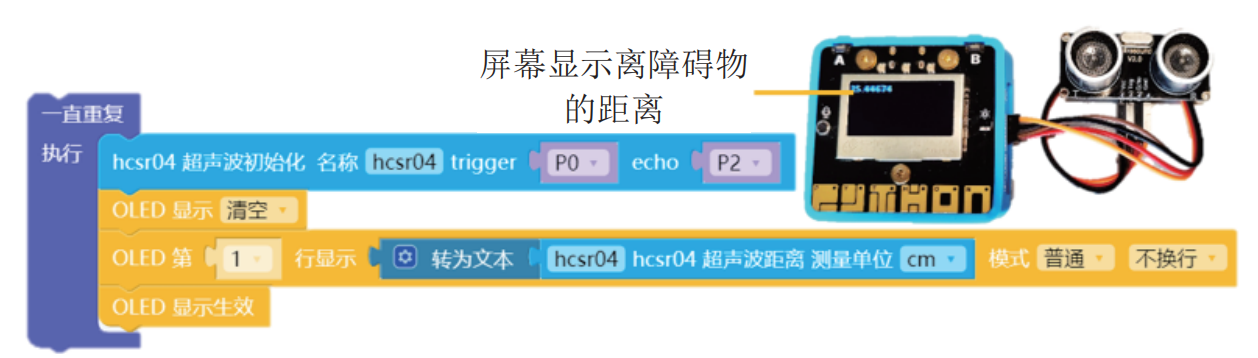 屏幕显示离障碍物
的距离
A
B
25.44674
一直重复
执行
hcsr04 超声波初始化 名称 hcsr04 trigger P0 echo P2
OLED 显示 清空
OLED 第 1 行显示 转为文本 hcsr04 hcsr04 超声波距离 测量单位 cm 模式 普通 不换行
OLED 显示生效